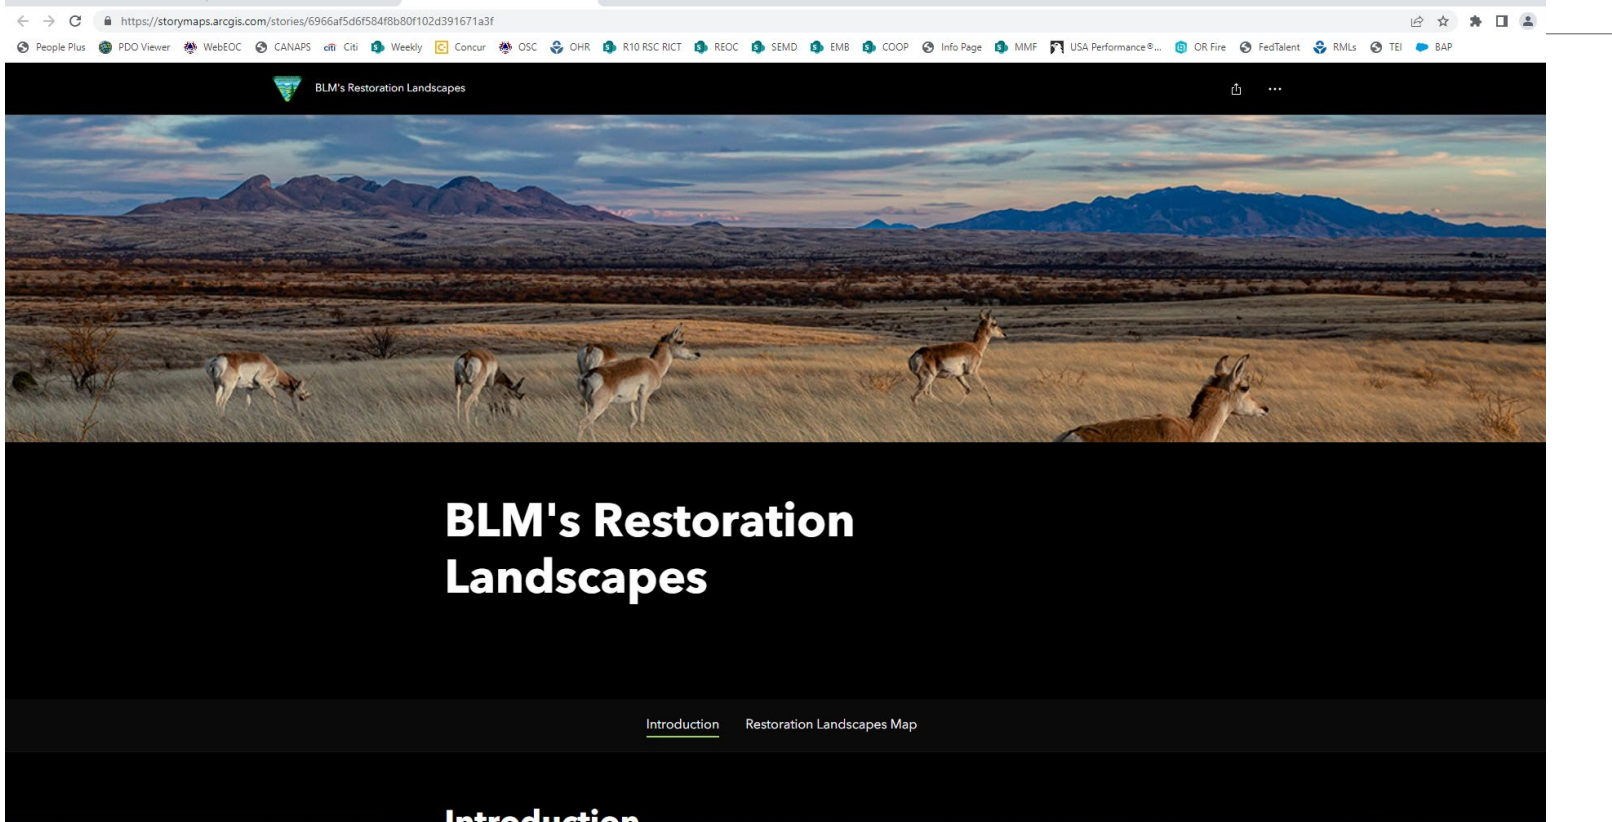 https://storymaps.arcgis.com/stories/6966af5d6f584f8b80f102d391671a3f
People Plus PDO Viewer WebEOC CANAPS citi Citi Weekly Concur OSC OHR R10 RSC RICT REOC SEMD EMB COOP Info Page MMF USA Performance®... OR Fire FedTalent RMLs TEI BAP
BLM's Restoration Landscapes
BLM's Restoration
Landscapes
Introduction Restoration Landscapes Map
Introduction